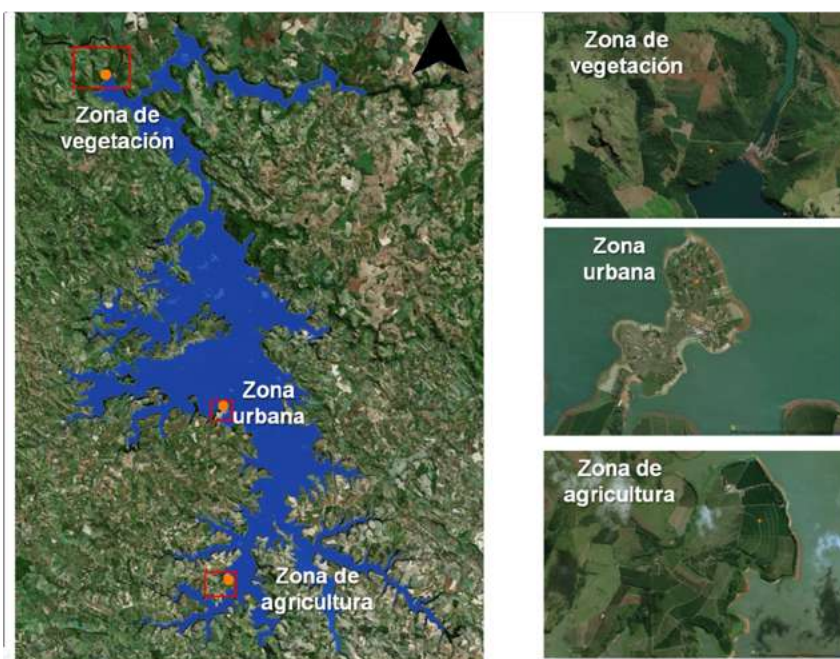 Zona de
vegetación
Zona
urbana
Zona de
agricultura
Zona de
vegetación
Zona
urbana
Zona de
agricultura